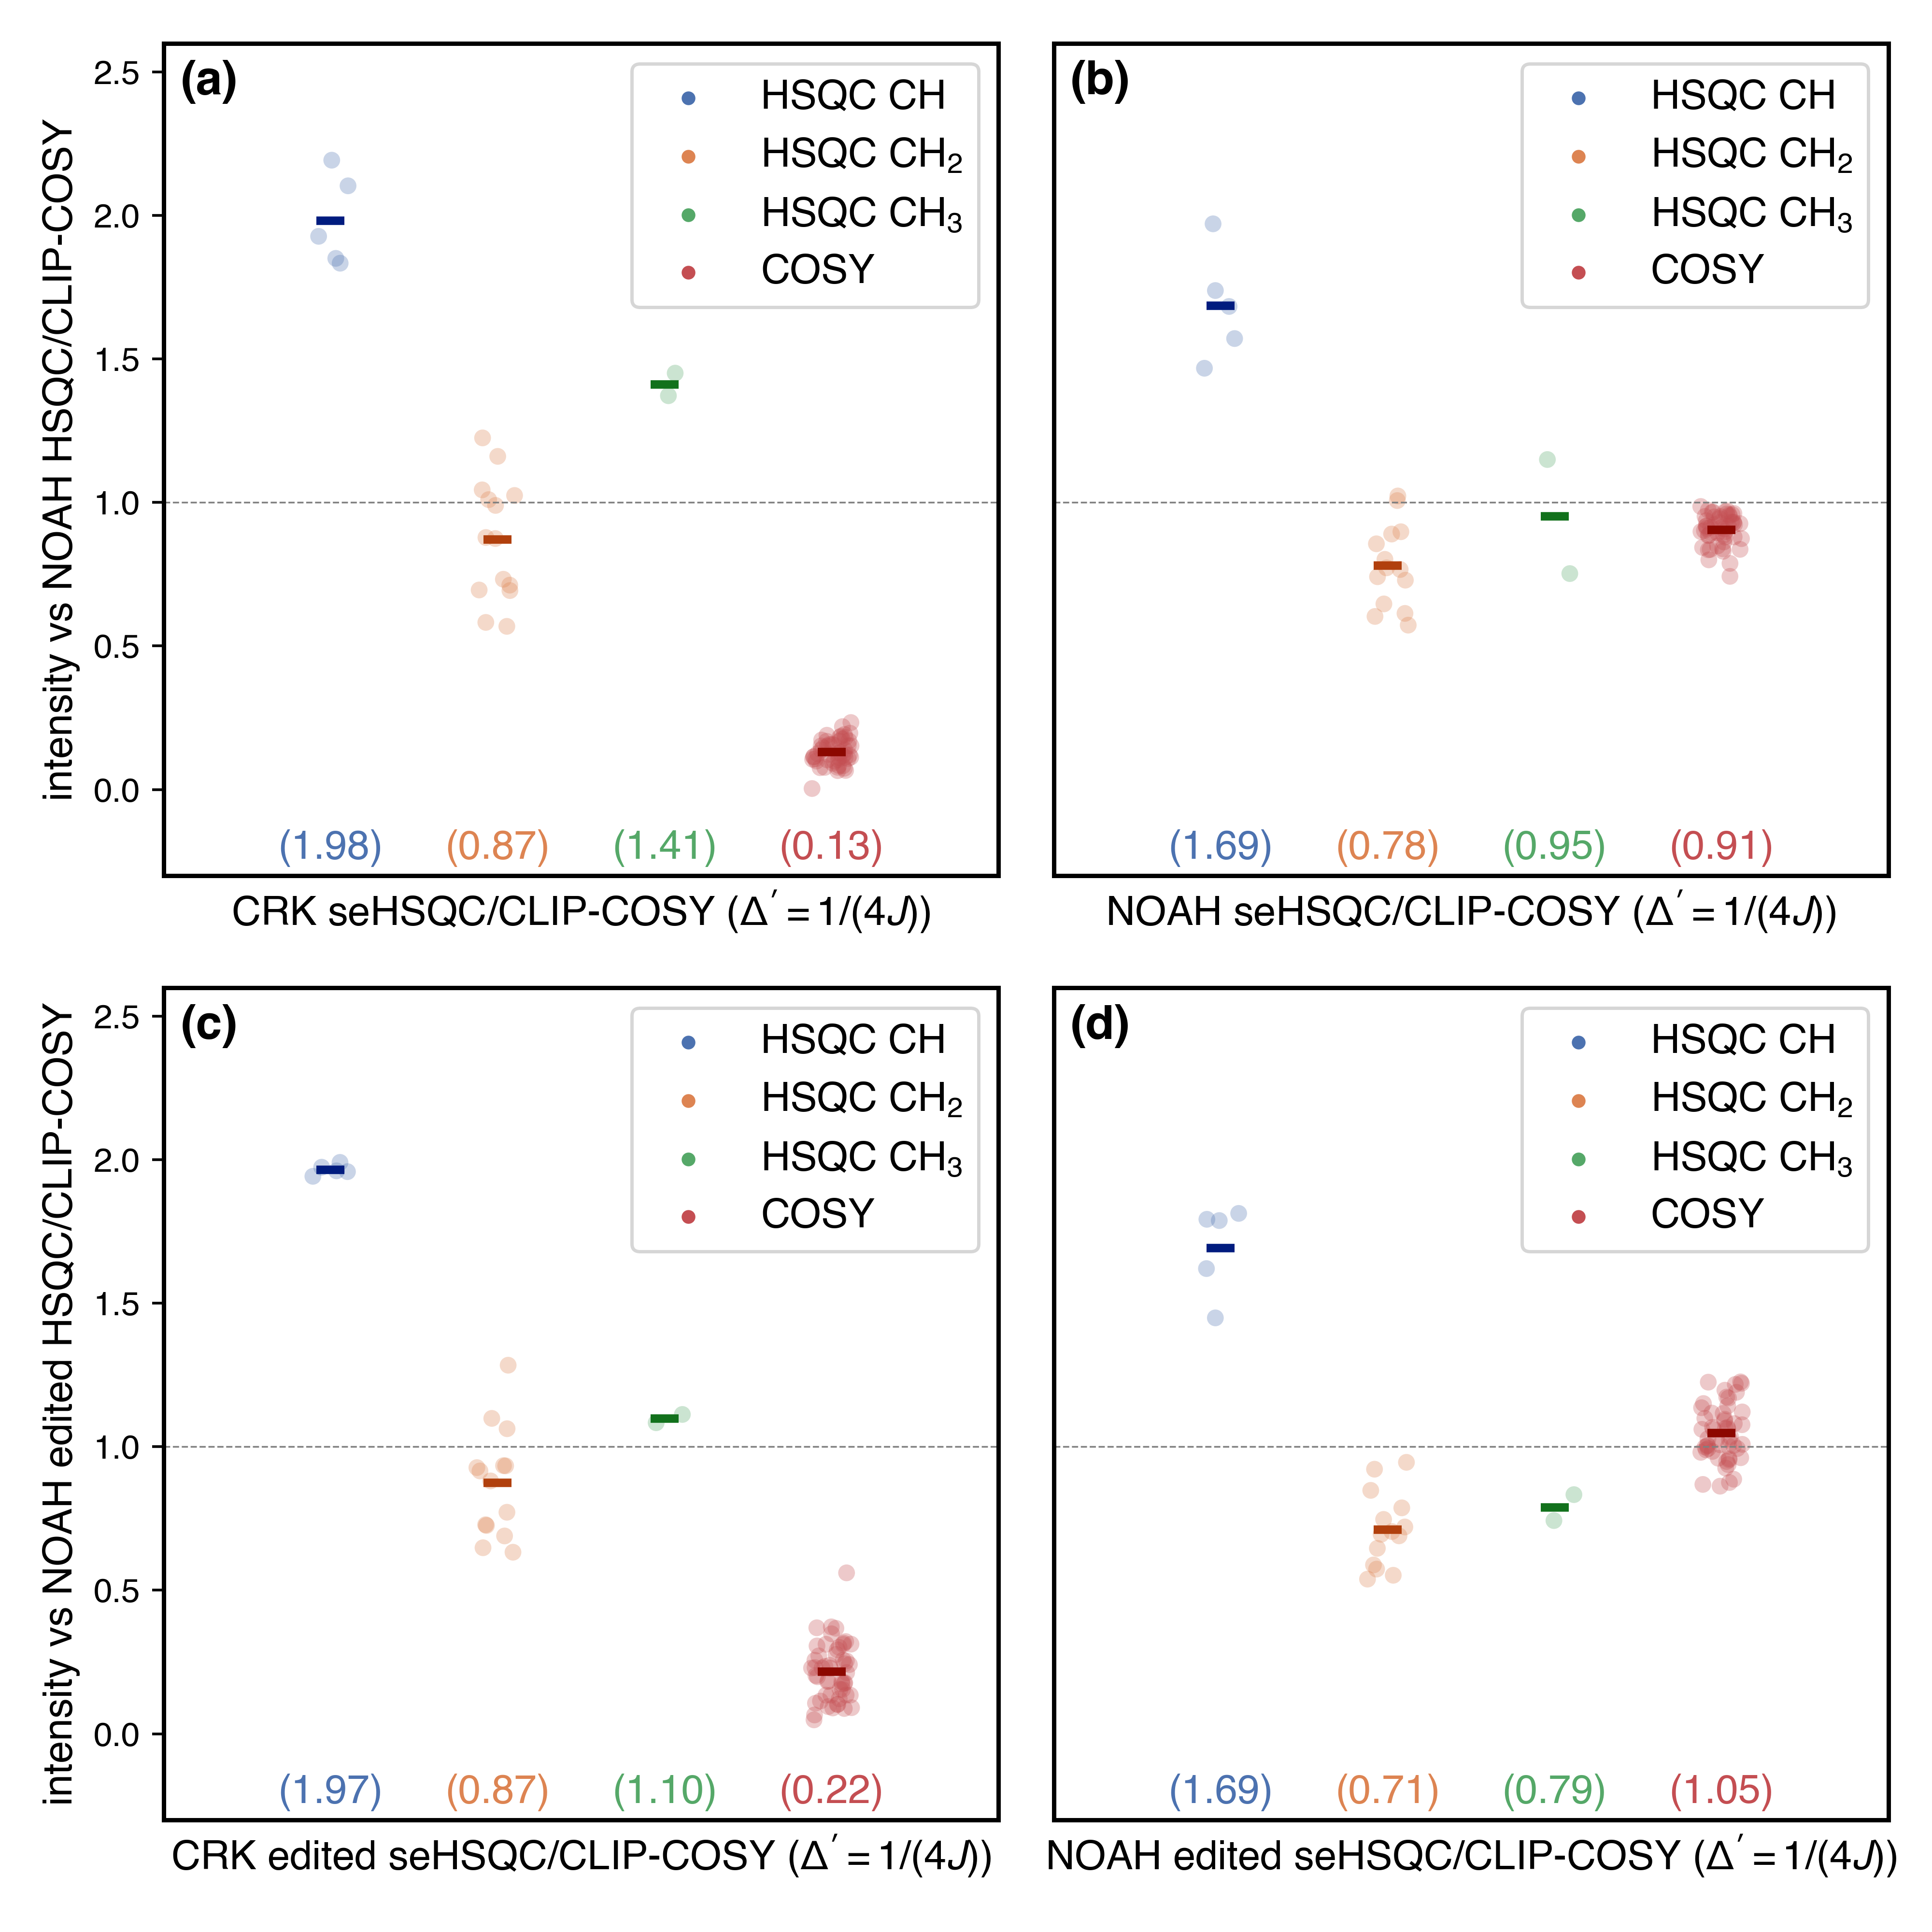 (a)
HSQC CH
HSQC CH₂
HSQC CH₃
COSY
2.5
2.0
1.5
1.0
0.5
0.0
intensity vs NOAH HSQC/CLIP-COSY
(1.98) (0.87) (1.41) (0.13)
CRK seHSQC/CLIP-COSY (Δ′ = 1/(4J))
(b)
HSQC CH
HSQC CH₂
HSQC CH₃
COSY
(1.69) (0.78) (0.95) (0.91)
NOAH seHSQC/CLIP-COSY (Δ′ = 1/(4J))
(c)
HSQC CH
HSQC CH₂
HSQC CH₃
COSY
2.5
2.0
1.5
1.0
0.5
0.0
intensity vs NOAH edited HSQC/CLIP-COSY
(1.97) (0.87) (1.10) (0.22)
CRK edited seHSQC/CLIP-COSY (Δ′ = 1/(4J))
(d)
HSQC CH
HSQC CH₂
HSQC CH₃
COSY
(1.69) (0.71) (0.79) (1.05)
NOAH edited seHSQC/CLIP-COSY (Δ′ = 1/(4J))